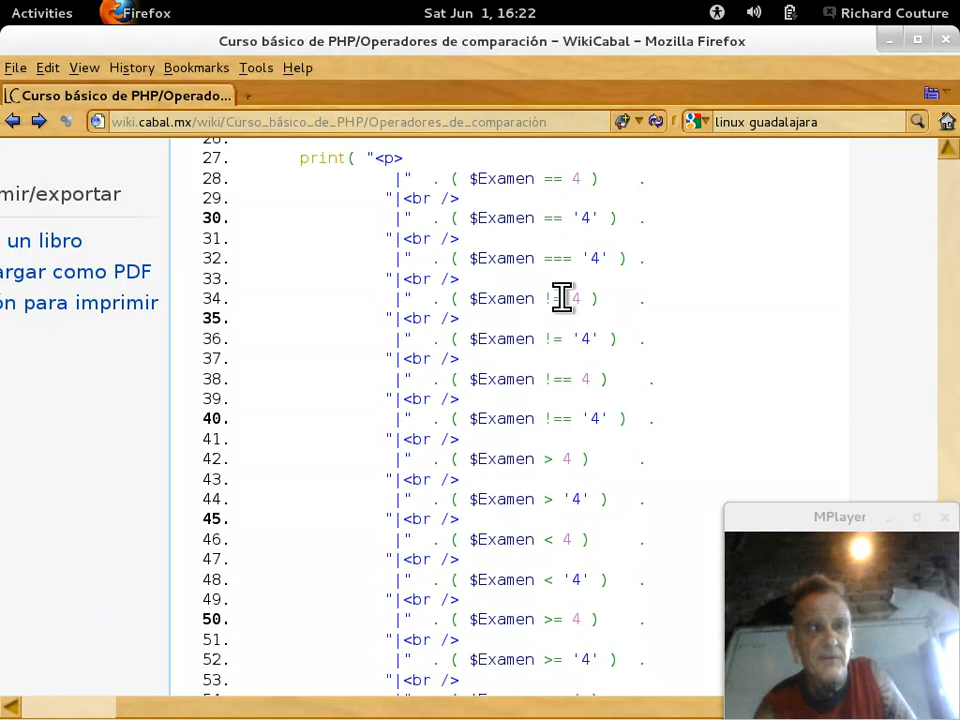 Activities Firefox Sat Jun 1, 16:22 Richard Couture
Curso básico de PHP/Operadores de comparación – WikiCabal – Mozilla Firefox
File Edit View History Bookmarks Tools Help
Curso básico de PHP/Operado...
wiki.cabal.mx/wiki/Curso_básico_de_PHP/Operadores_de_comparación linux guadalajara
26.
27. print( "<p>
28. |" . ( $Examen == 4 ) .
29. "|<br />
30. |" . ( $Examen == '4' ) .
31. "|<br />
32. |" . ( $Examen === '4' ) .
33. "|<br />
34. |" . ( $Examen != 4 ) .
35. "|<br />
36. |" . ( $Examen != '4' ) .
37. "|<br />
38. |" . ( $Examen !== 4 ) .
39. "|<br />
40. |" . ( $Examen !== '4' ) .
41. "|<br />
42. |" . ( $Examen > 4 ) .
43. "|<br />
44. |" . ( $Examen > '4' ) .
45. "|<br />
46. |" . ( $Examen < 4 ) .
47. "|<br />
48. |" . ( $Examen < '4' ) .
49. "|<br />
50. |" . ( $Examen >= 4 ) .
51. "|<br />
52. |" . ( $Examen >= '4' ) .
53. "|<br />
mir/exportar
un libro
argar como PDF
ón para imprimir
MPlayer